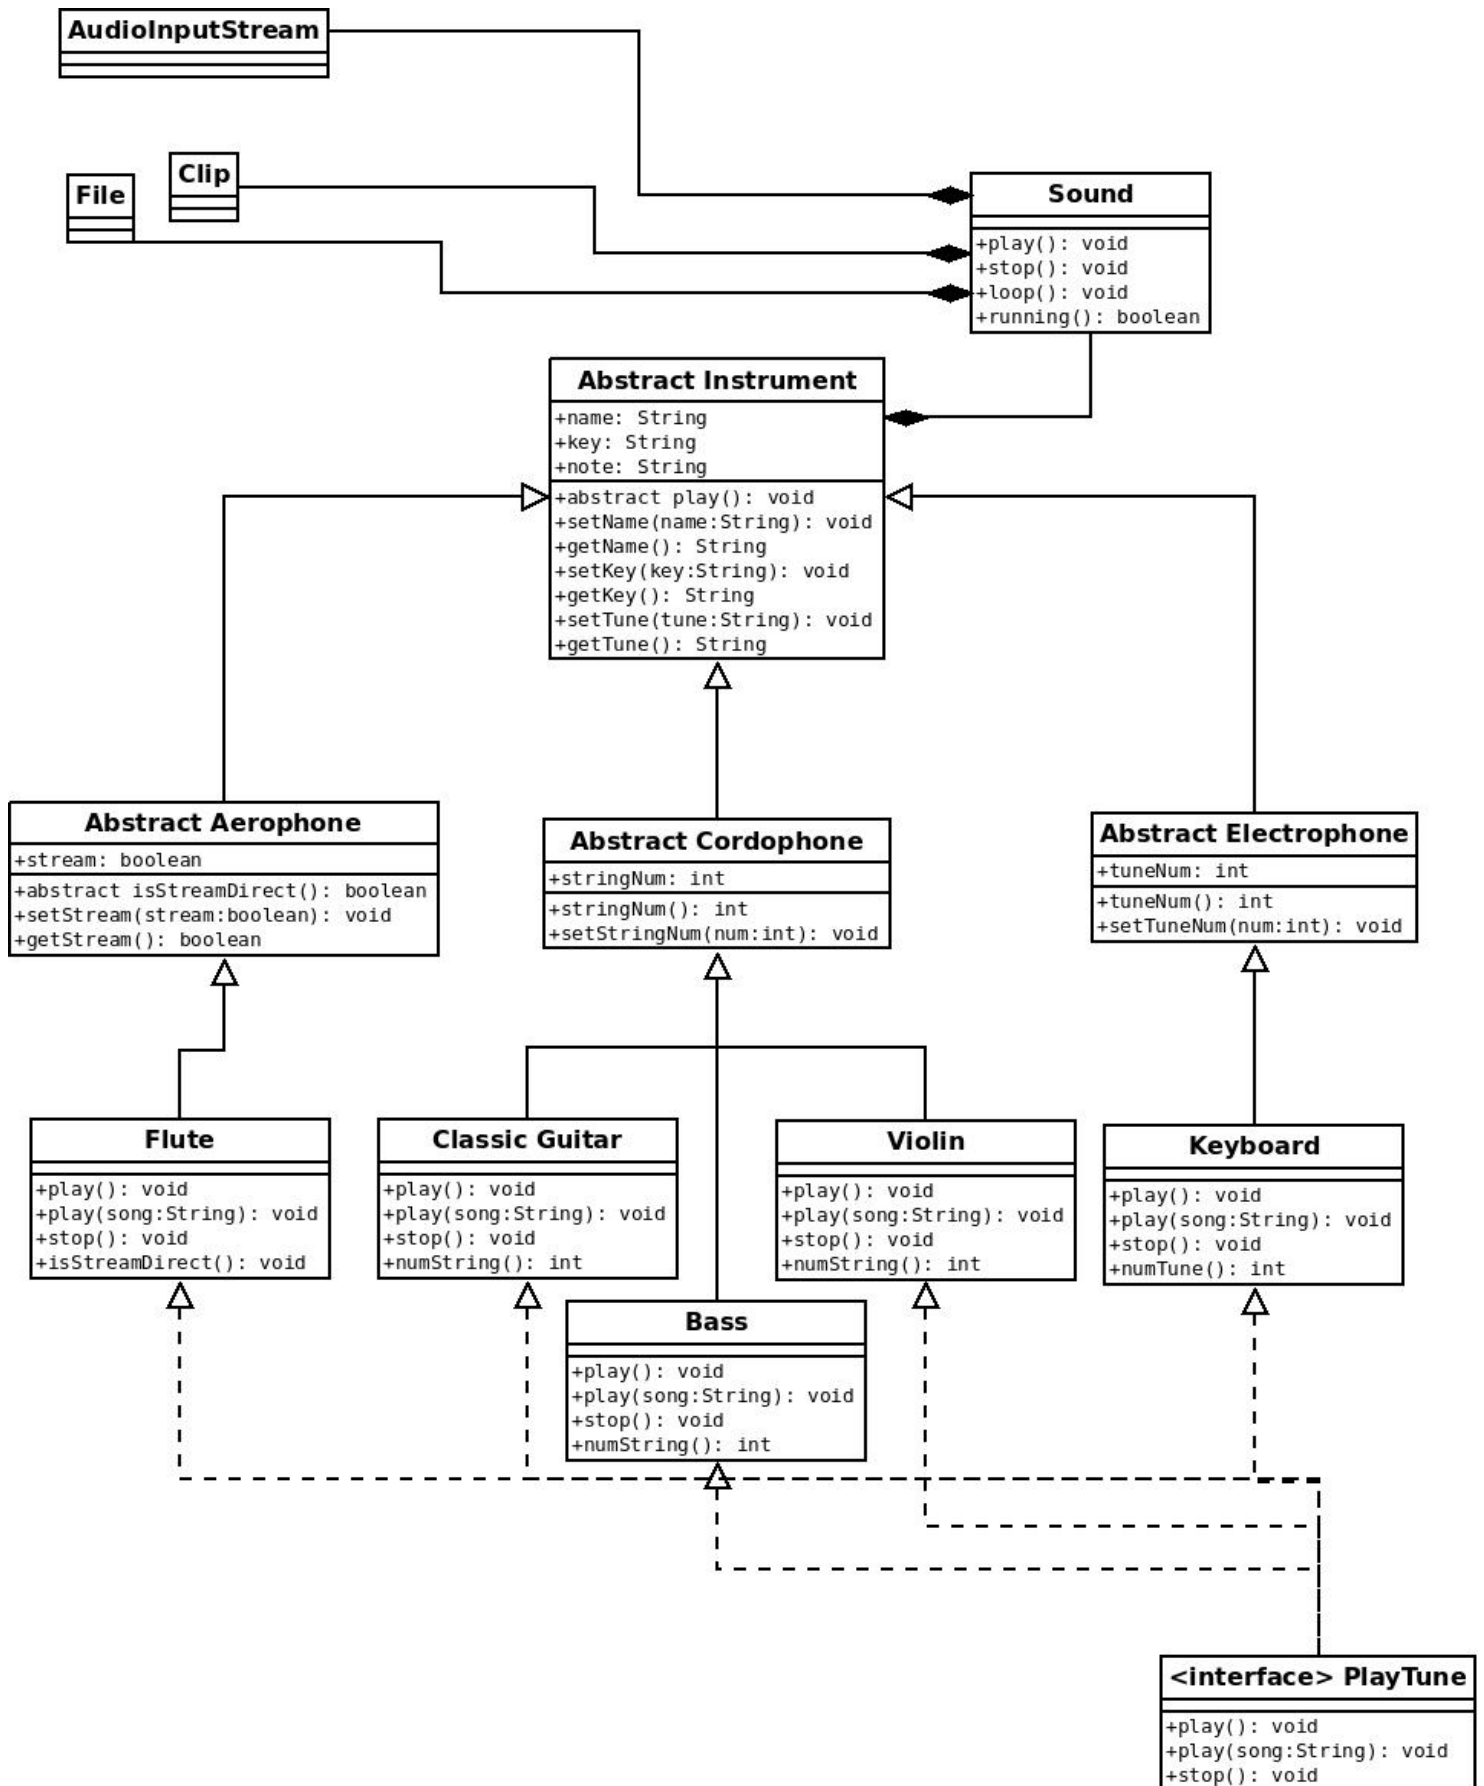 AudioInputStream
Clip
File
Sound
+play(): void
+stop(): void
+loop(): void
+running(): boolean
Abstract Instrument
+name: String
+key: String
+note: String
+abstract play(): void
+setName(name:String): void
+getName(): String
+setKey(key:String): void
+getKey(): String
+setTune(tune:String): void
+getTune(): String
Abstract Aerophone
+stream: boolean
+abstract isStreamDirect(): boolean
+setStream(stream:boolean): void
+getStream(): boolean
Abstract Cordophone
+stringNum: int
+stringNum(): int
+setStringNum(num:int): void
Abstract Electrophone
+tuneNum: int
+tuneNum(): int
+setTuneNum(num:int): void
Flute
+play(): void
+play(song:String): void
+stop(): void
+isStreamDirect(): void
Classic Guitar
+play(): void
+play(song:String): void
+stop(): void
+numString(): int
Violin
+play(): void
+play(song:String): void
+stop(): void
+numString(): int
Keyboard
+play(): void
+play(song:String): void
+stop(): void
+numTune(): int
Bass
+play(): void
+play(song:String): void
+stop(): void
+numString(): int
<interface> PlayTune
+play(): void
+play(song:String): void
+stop(): void